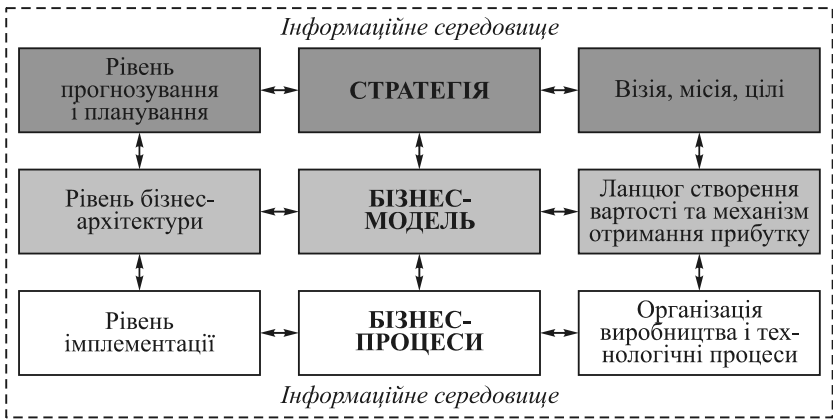 Інформаційне середовище
Рівень
прогнозування
і планування
СТРАТЕГІЯ
Візія, місія, цілі
Рівень бізнес-
архітектури
БІЗНЕС-
МОДЕЛЬ
Ланцюг створення
вартості та механізм
отримання прибутку
Рівень
імплементації
БІЗНЕС-
ПРОЦЕСИ
Організація
виробництва і тех-
нологічні процеси
Інформаційне середовище